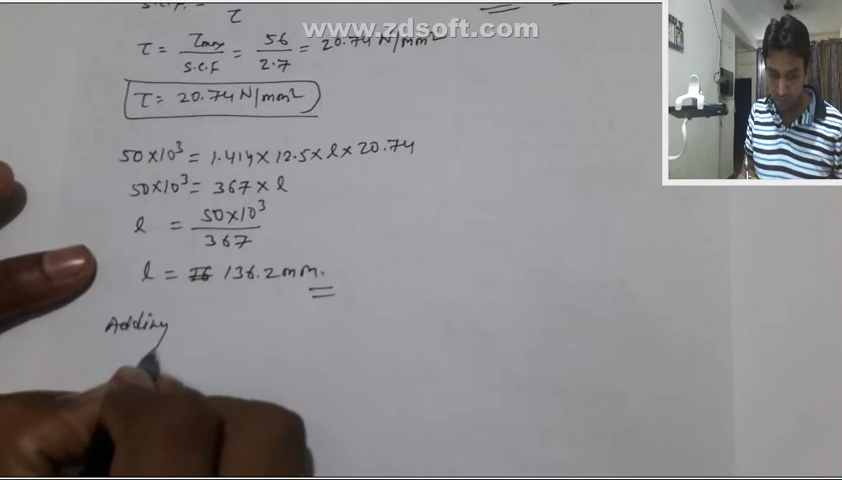 www.zdsoft.com
S.C.F. =
τ
τ = τmax / S.C.F = 56 / 2.7 = 20.74 N/mm²
τ = 20.74 N/mm²
50×10³ = 1.414 × 12.5 × l × 20.74
50×10³ = 367 × l
l = 50×10³ / 367
l = 136.2 mm.
Adding